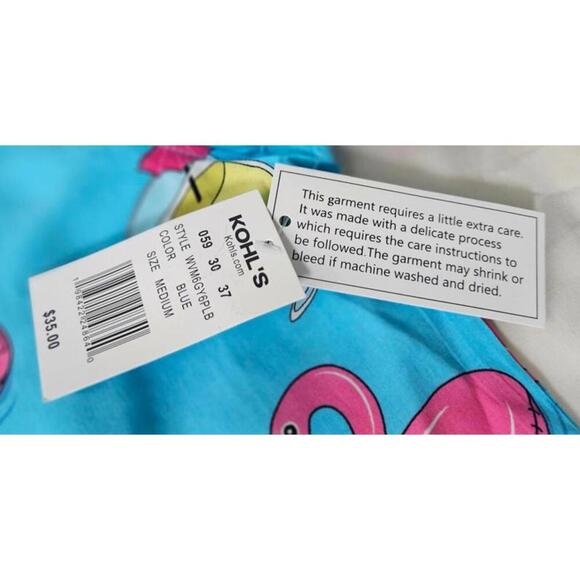 KOHL'S
Kohls.com
059 30 37
STYLE WVM6GY6PLB
COLOR BLUE
SIZE MEDIUM
$35.00
This garment requires a little extra care.
It was made with a delicate process
which requires the care instructions to
be followed.The garment may shrink or
bleed if machine washed and dried.